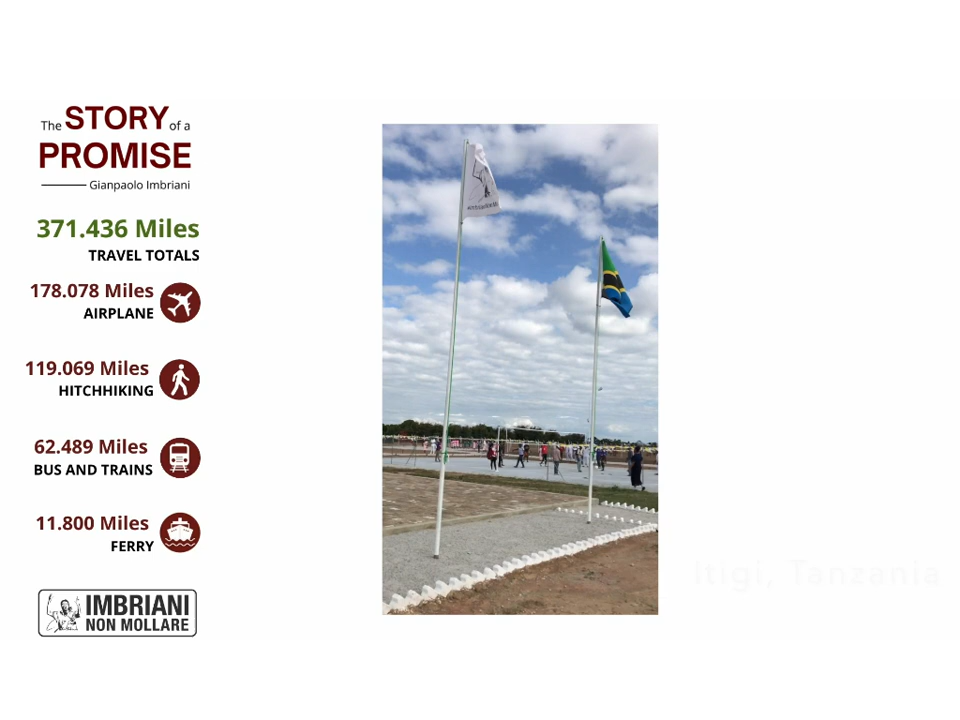 The STORY of a
PROMISE
Gianpaolo Imbriani
371.436 Miles
TRAVEL TOTALS
178.078 Miles
AIRPLANE
119.069 Miles
HITCHHIKING
62.489 Miles
BUS AND TRAINS
11.800 Miles
FERRY
IMBRIANI
NON MOLLARE
Itigi, Tanzania